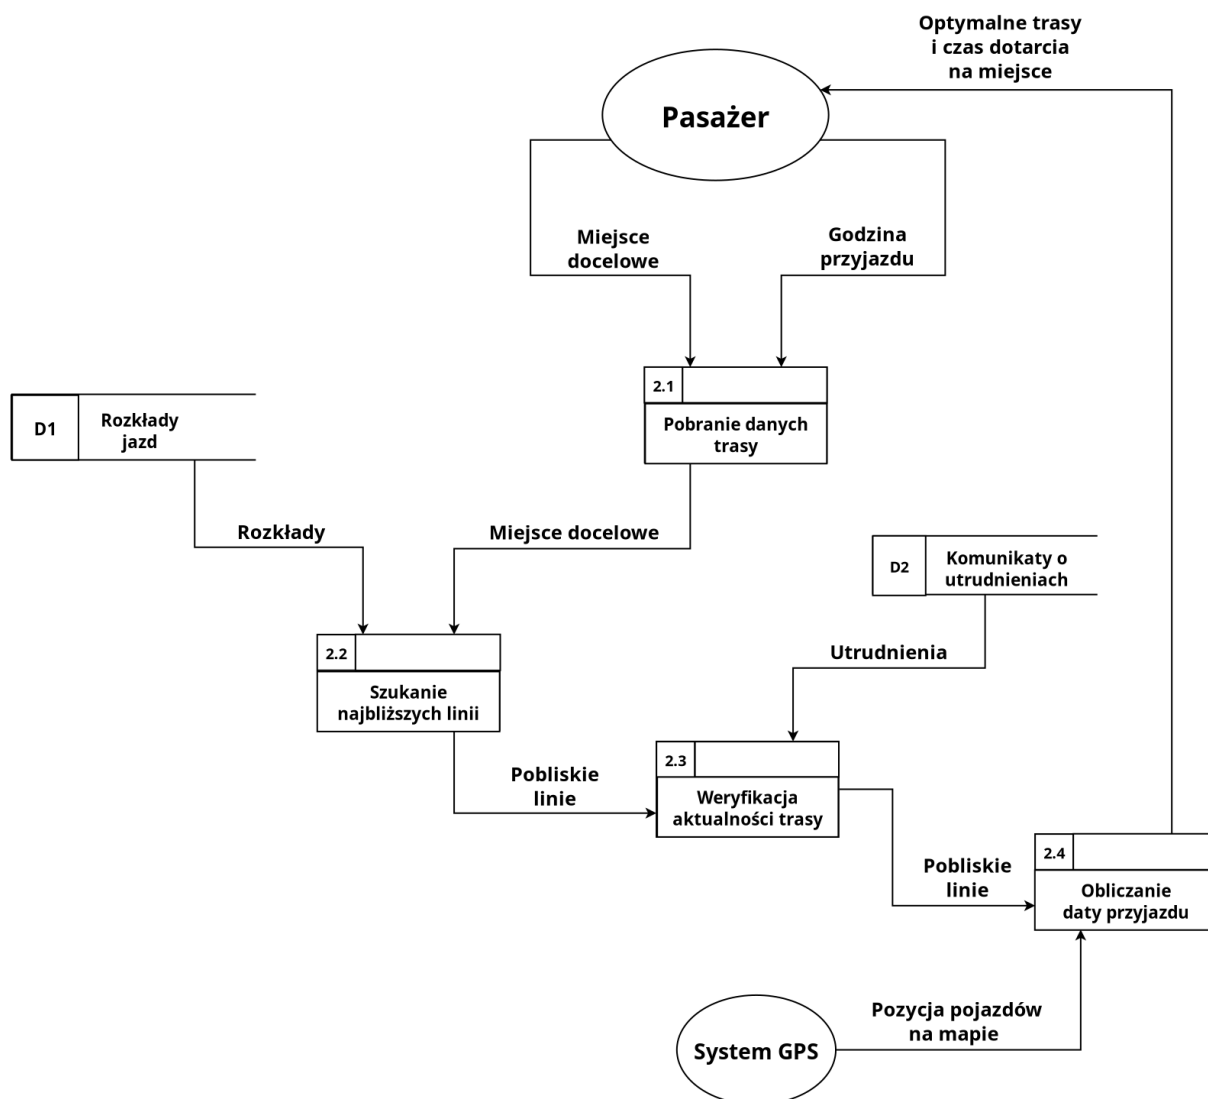 Optymalne trasy
i czas dotarcia
na miejsce
Pasażer
Miejsce
docelowe
Godzina
przyjazdu
2.1
Pobranie danych
trasy
D1
Rozkłady
jazd
Rozkłady
Miejsce docelowe
D2
Komunikaty o
utrudnieniach
Utrudnienia
2.2
Szukanie
najbliższych linii
Pobliskie
linie
2.3
Weryfikacja
aktualności trasy
Pobliskie
linie
2.4
Obliczanie
daty przyjazdu
Pozycja pojazdów
na mapie
System GPS